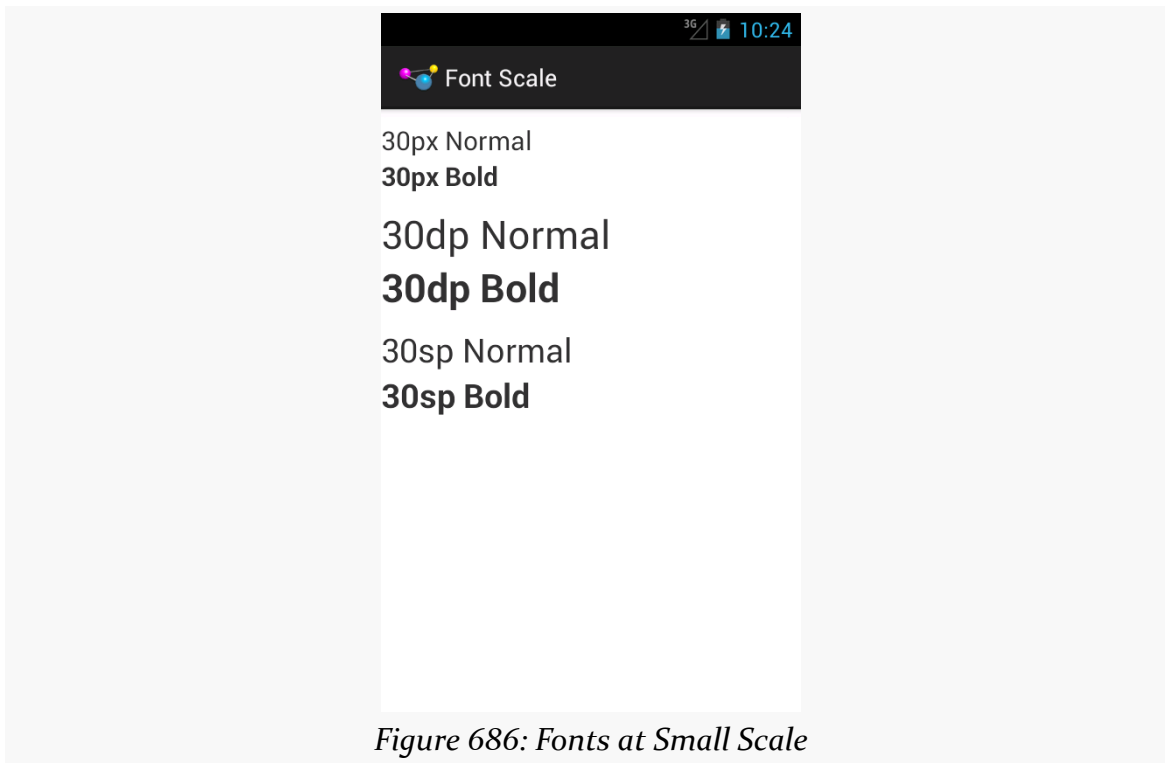 3G 10:24
Font Scale
30px Normal
30px Bold
30dp Normal
30dp Bold
30sp Normal
30sp Bold
Figure 686: Fonts at Small Scale